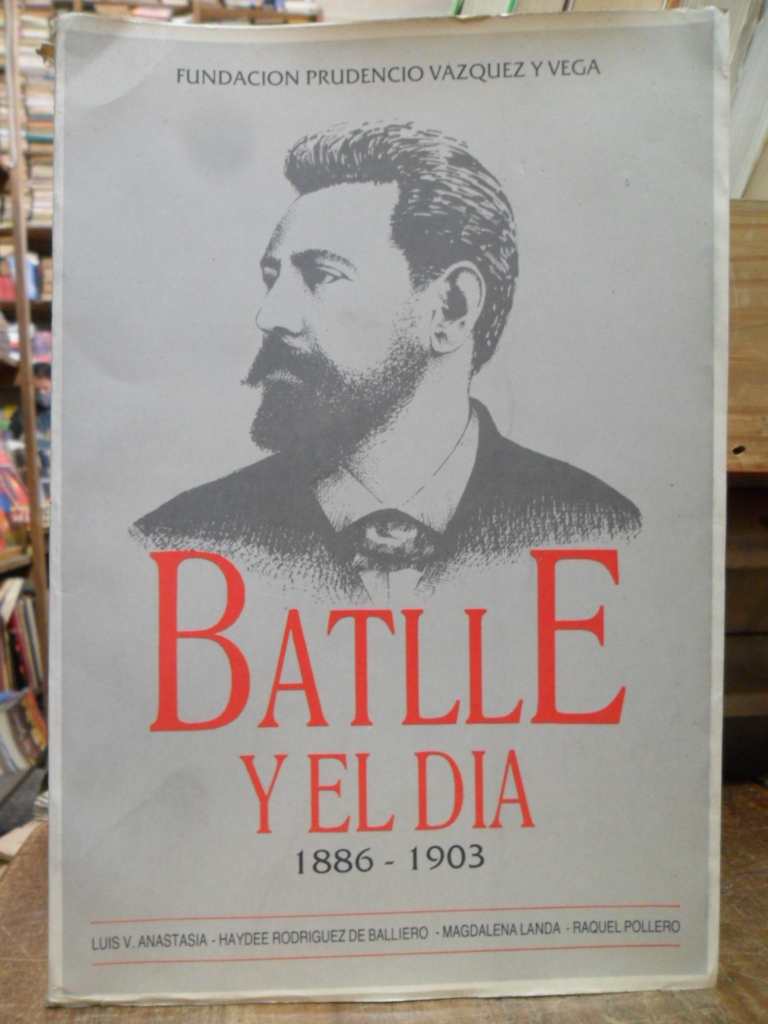 FUNDACION PRUDENCIO VAZQUEZ Y VEGA
BATLLE
Y EL DIA
1886 - 1903
LUIS V. ANASTASIA - HAYDEE RODRIGUEZ DE BALLIERO - MAGDALENA LANDA - RAQUEL POLLERO